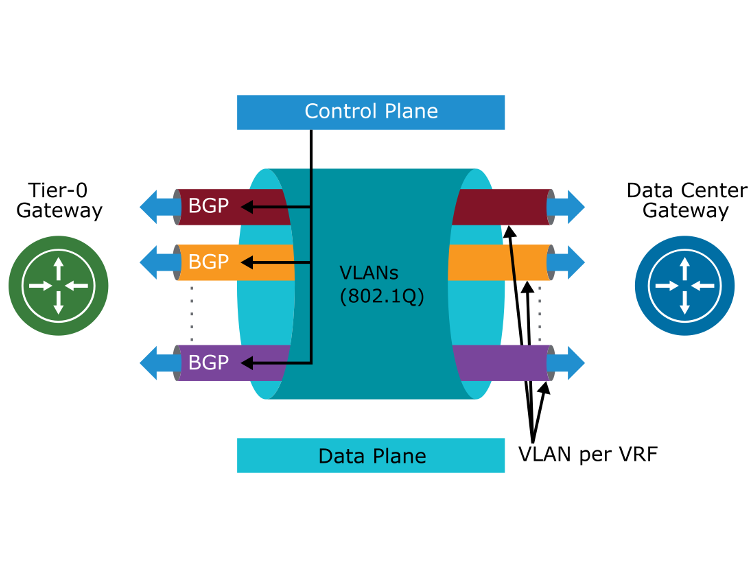 Control Plane
Tier-0
Gateway
Data Center
Gateway
BGP
BGP
VLANs
(802.1Q)
BGP
Data Plane
VLAN per VRF